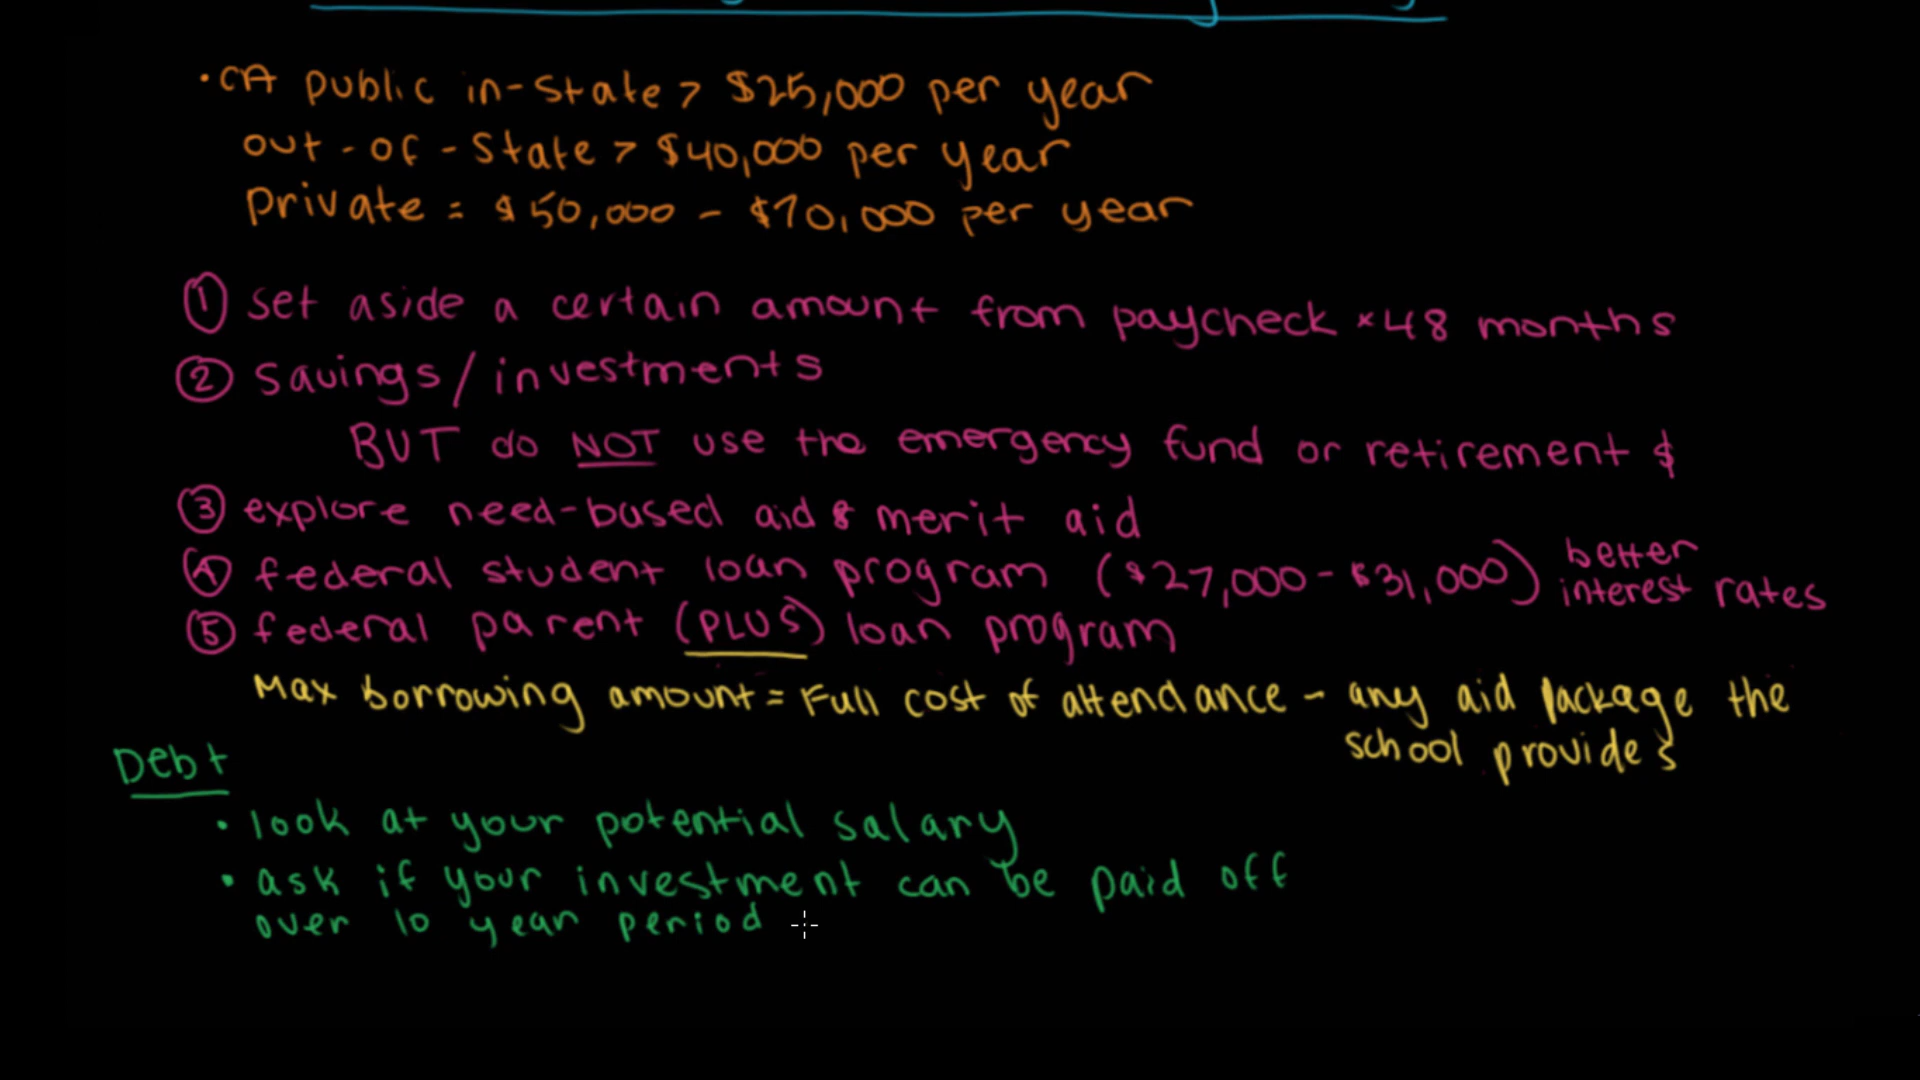 • CA public in-state > $25,000 per year
out-of-state > $40,000 per year
private = $50,000 - $70,000 per year
① set aside a certain amount from paycheck × 48 months
② savings/investments
BUT do NOT use the emergency fund or retirement $
③ explore need-based aid & merit aid
④ federal student loan program ($27,000 - $31,000) better
interest rates
⑤ federal parent (PLUS) loan program
Max borrowing amount = Full cost of attendance - any aid package the
school provides
Debt
• look at your potential salary
• ask if your investment can be paid off
over 10 year period